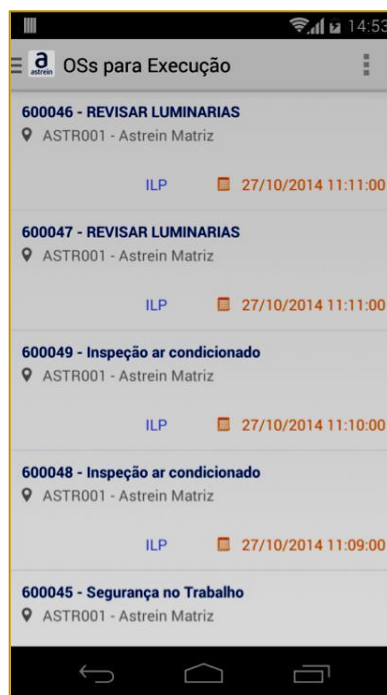 14:53
a
astrein
OSs para Execução
600046 - REVISAR LUMINARIAS
ASTR001 - Astrein Matriz
ILP 27/10/2014 11:11:00
600047 - REVISAR LUMINARIAS
ASTR001 - Astrein Matriz
ILP 27/10/2014 11:11:00
600049 - Inspeção ar condicionado
ASTR001 - Astrein Matriz
ILP 27/10/2014 11:10:00
600048 - Inspeção ar condicionado
ASTR001 - Astrein Matriz
ILP 27/10/2014 11:09:00
600045 - Segurança no Trabalho
ASTR001 - Astrein Matriz